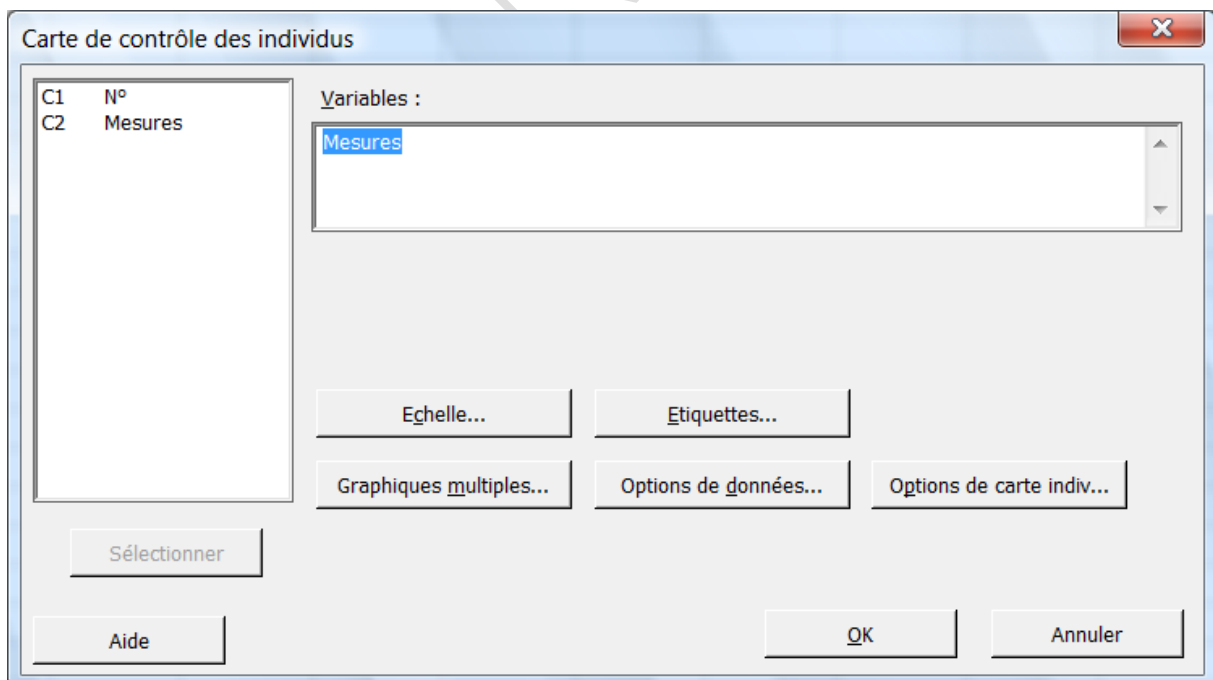 Carte de contrôle des individus
C1 Nº
C2 Mesures
Variables :
Mesures
Echelle...
Etiquettes...
Graphiques multiples...
Options de données...
Options de carte indiv...
Sélectionner
Aide
OK
Annuler